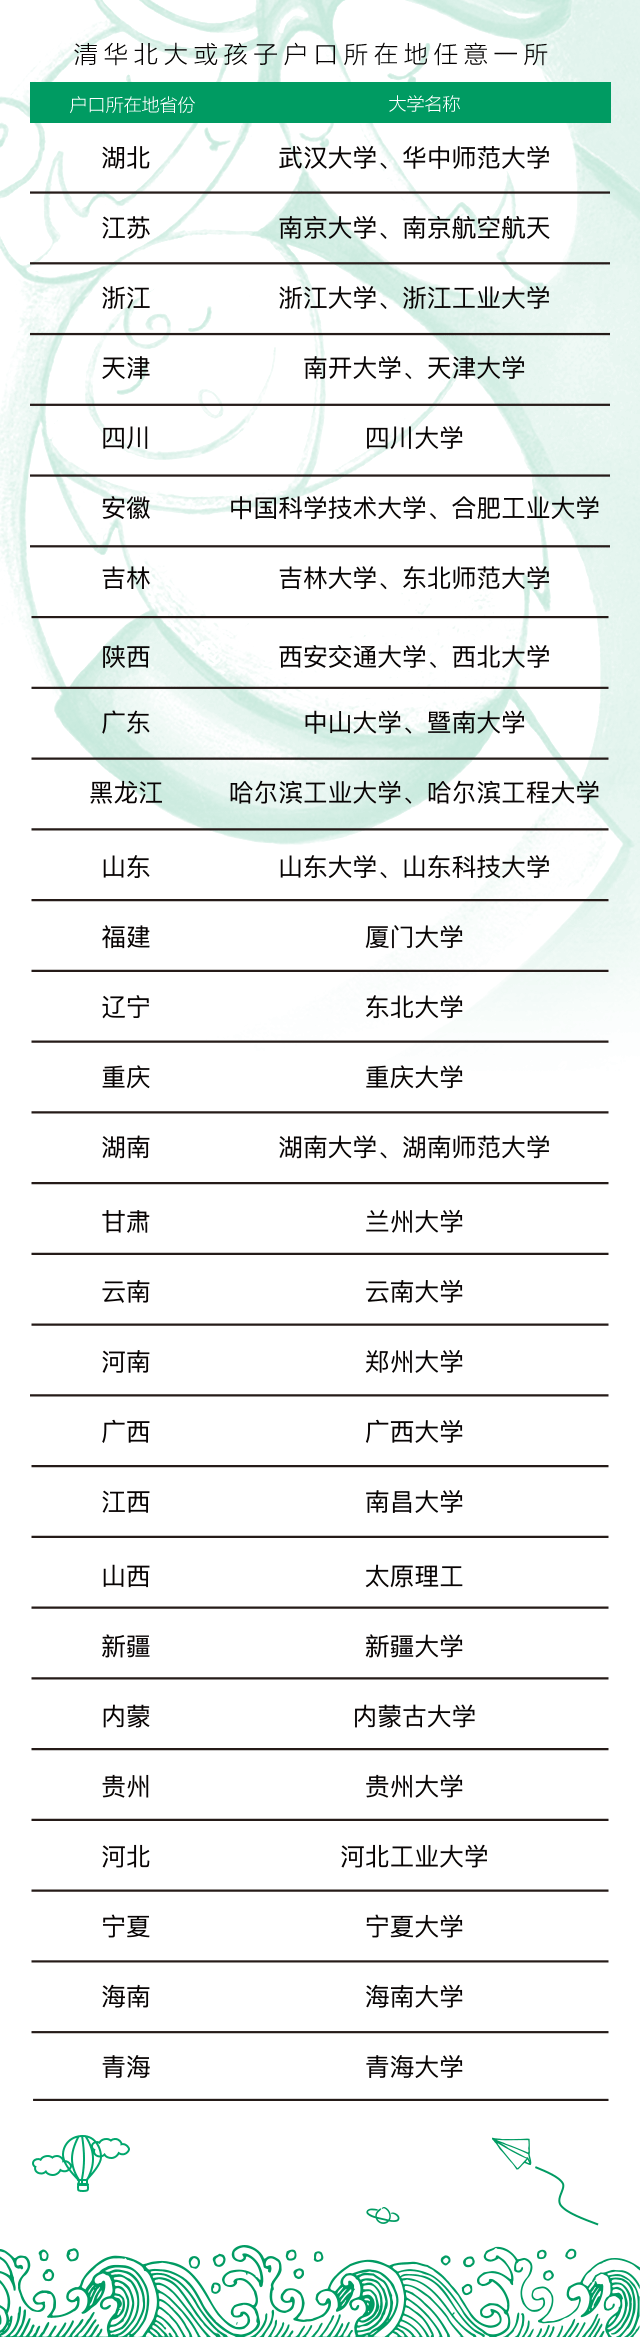 清华北大或孩子户口所在地任意一所
户口所在地省份 大学名称
湖北 武汉大学、华中师范大学
江苏 南京大学、南京航空航天
浙江 浙江大学、浙江工业大学
天津 南开大学、天津大学
四川 四川大学
安徽 中国科学技术大学、合肥工业大学
吉林 吉林大学、东北师范大学
陕西 西安交通大学、西北大学
广东 中山大学、暨南大学
黑龙江 哈尔滨工业大学、哈尔滨工程大学
山东 山东大学、山东科技大学
福建 厦门大学
辽宁 东北大学
重庆 重庆大学
湖南 湖南大学、湖南师范大学
甘肃 兰州大学
云南 云南大学
河南 郑州大学
广西 广西大学
江西 南昌大学
山西 太原理工
新疆 新疆大学
内蒙 内蒙古大学
贵州 贵州大学
河北 河北工业大学
宁夏 宁夏大学
海南 海南大学
青海 青海大学